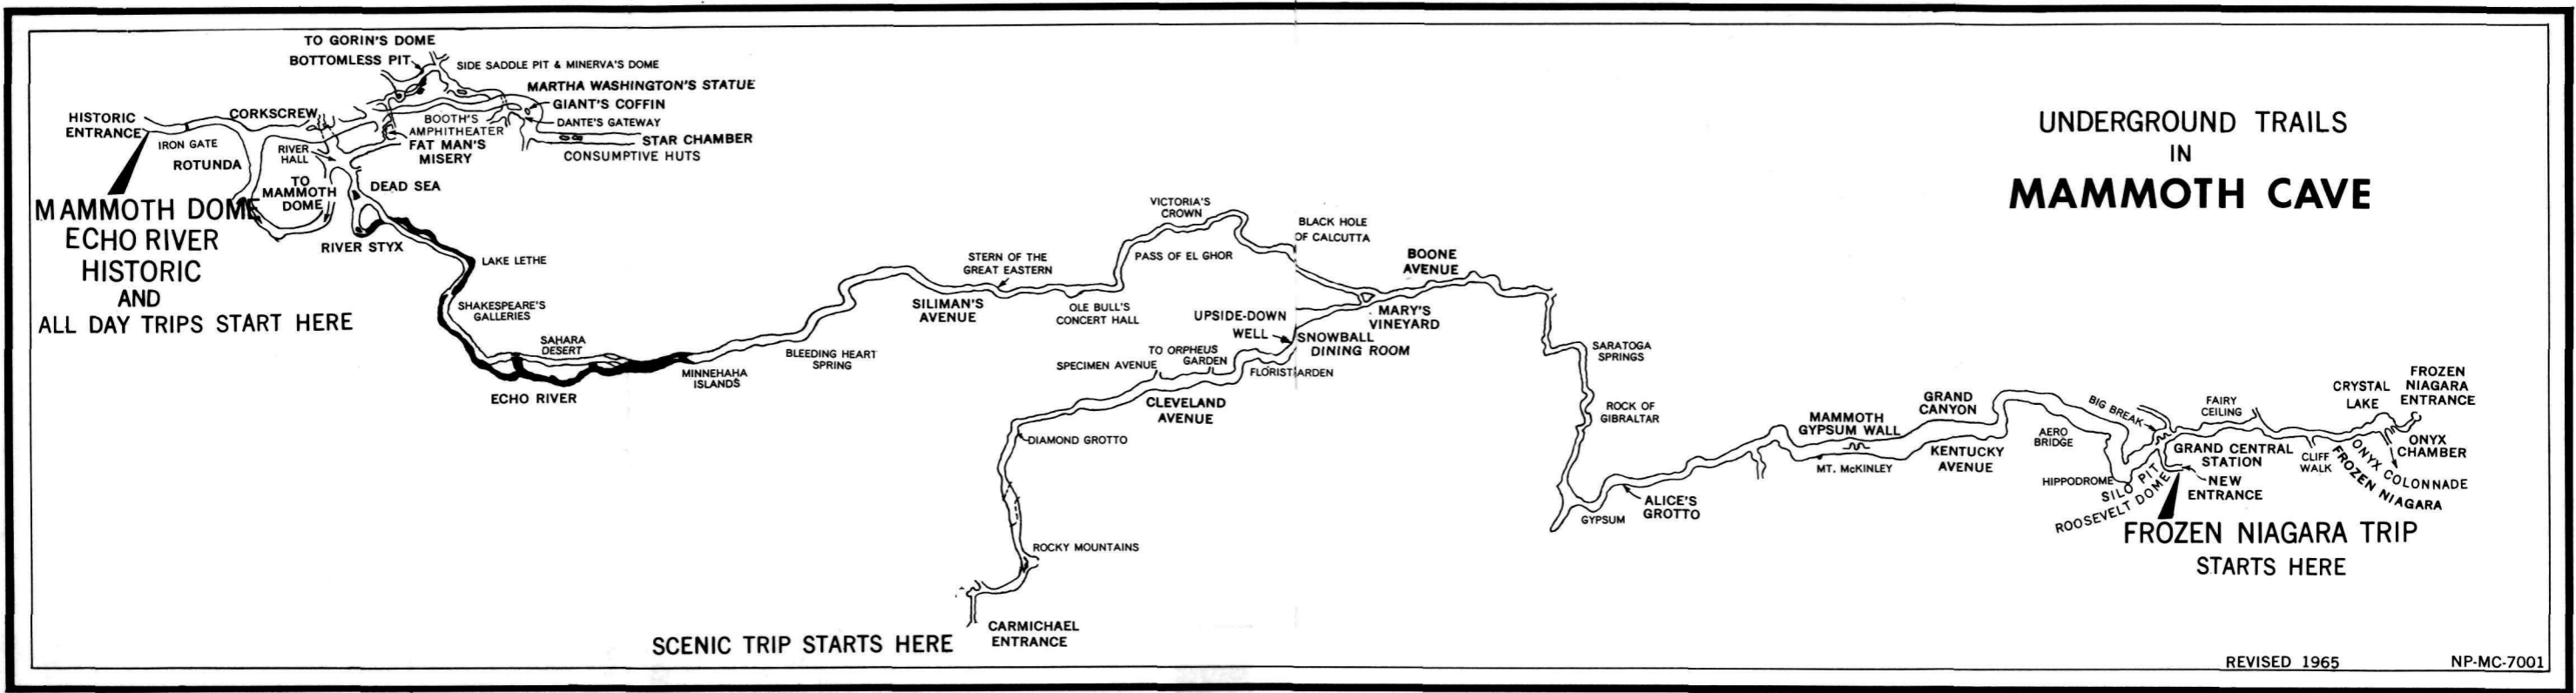 TO GORIN'S DOME
BOTTOMLESS PIT
SIDE SADDLE PIT & MINERVA'S DOME
MARTHA WASHINGTON'S STATUE
GIANT'S COFFIN
DANTE'S GATEWAY
STAR CHAMBER
CONSUMPTIVE HUTS
HISTORIC
ENTRANCE
CORKSCREW
BOOTH'S
AMPHITHEATER
FAT MAN'S
MISERY
IRON GATE
ROTUNDA
RIVER
HALL
TO
MAMMOTH
DOME
DEAD SEA
MAMMOTH DOME
ECHO RIVER
HISTORIC
AND
ALL DAY TRIPS START HERE
RIVER STYX
LAKE LETHE
SHAKESPEARE'S
GALLERIES
SAHARA
DESERT
ECHO RIVER
MINNEHAHA
ISLANDS
BLEEDING HEART
SPRING
SILIMAN'S
AVENUE
STERN OF THE
GREAT EASTERN
OLE BULL'S
CONCERT HALL
VICTORIA'S
CROWN
PASS OF EL GHOR
BLACK HOLE
OF CALCUTTA
BOONE
AVENUE
MARY'S
VINEYARD
UPSIDE-DOWN
WELL
SNOWBALL
DINING ROOM
TO ORPHEUS
GARDEN
SPECIMEN AVENUE
FLORIST ARDEN
CLEVELAND
AVENUE
DIAMOND GROTTO
ROCKY MOUNTAINS
CARMICHAEL
ENTRANCE
SCENIC TRIP STARTS HERE
SARATOGA
SPRINGS
ROCK OF
GIBRALTAR
GYPSUM
ALICE'S
GROTTO
MAMMOTH
GYPSUM WALL
MT. McKINLEY
GRAND
CANYON
KENTUCKY
AVENUE
AERO
BRIDGE
BIG BREAK
HIPPODROME
SILO PIT
ROOSEVELT DOME
FAIRY
CEILING
GRAND CENTRAL
STATION
NEW
ENTRANCE
CLIFF
WALK
CRYSTAL
LAKE
FROZEN
NIAGARA
ENTRANCE
ONYX
CHAMBER
ONYX COLONNADE
FROZEN NIAGARA
FROZEN NIAGARA TRIP
STARTS HERE
UNDERGROUND TRAILS
IN
MAMMOTH CAVE
REVISED 1965
NP-MC-7001